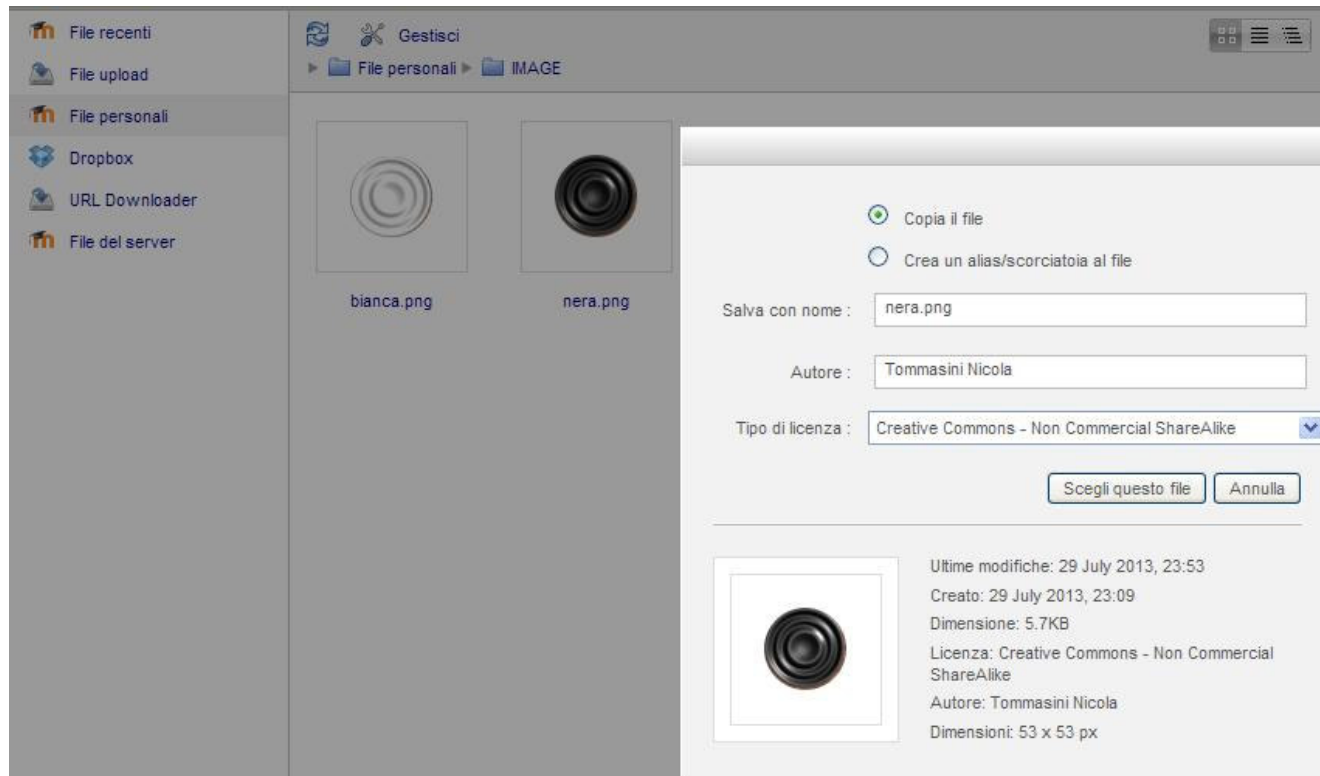 File recenti
File upload
File personali
Dropbox
URL Downloader
File del server
Gestisci
File personali
IMAGE
bianca.png
nera.png
Copia il file
Crea un alias/scorciatoia al file
Salva con nome : nera.png
Autore : Tommasini Nicola
Tipo di licenza : Creative Commons - Non Commercial ShareAlike
Scegli questo file
Annulla
Ultime modifiche: 29 July 2013, 23:53
Creato: 29 July 2013, 23:09
Dimensione: 5.7KB
Licenza: Creative Commons - Non Commercial
ShareAlike
Autore: Tommasini Nicola
Dimensioni: 53 x 53 px